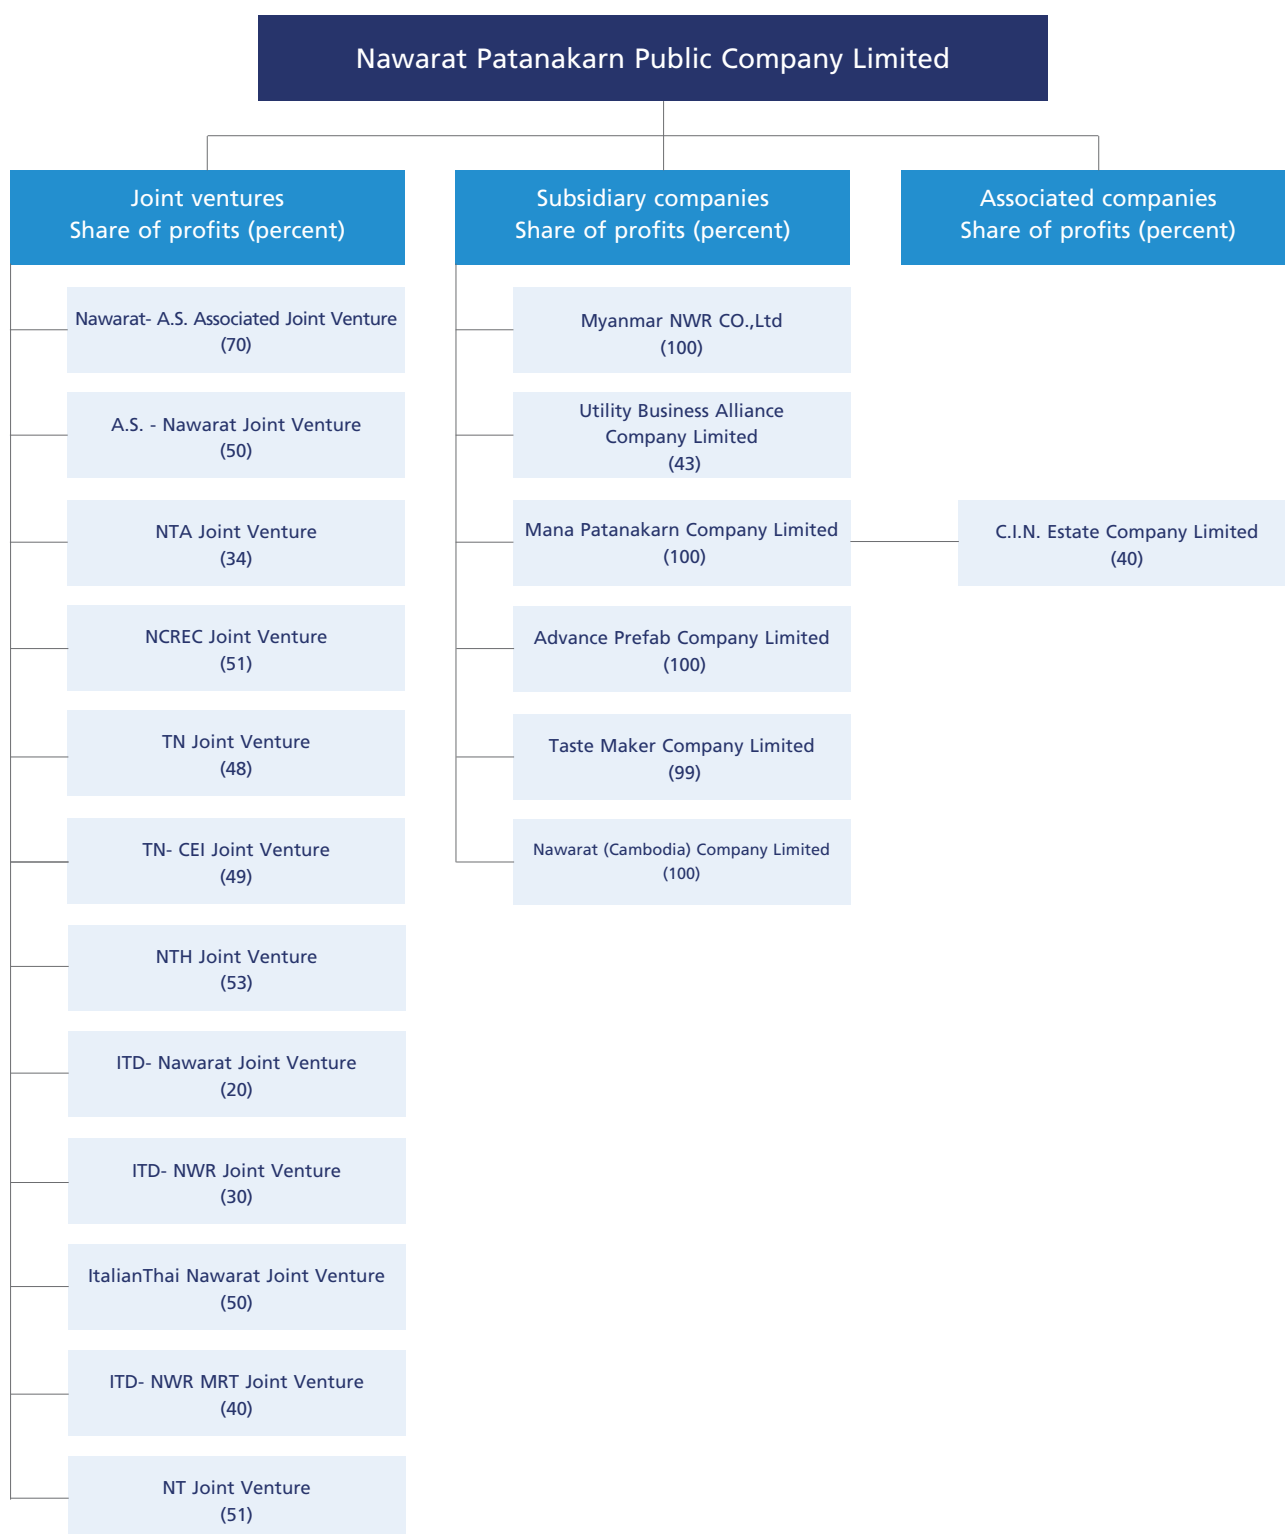 Nawarat Patanakarn Public Company Limited
Joint ventures
Share of profits (percent)
Nawarat- A.S. Associated Joint Venture
(70)
A.S. - Nawarat Joint Venture
(50)
NTA Joint Venture
(34)
NCREC Joint Venture
(51)
TN Joint Venture
(48)
TN- CEI Joint Venture
(49)
NTH Joint Venture
(53)
ITD- Nawarat Joint Venture
(20)
ITD- NWR Joint Venture
(30)
ItalianThai Nawarat Joint Venture
(50)
ITD- NWR MRT Joint Venture
(40)
NT Joint Venture
(51)
Subsidiary companies
Share of profits (percent)
Myanmar NWR CO.,Ltd
(100)
Utility Business Alliance
Company Limited
(43)
Mana Patanakarn Company Limited
(100)
Advance Prefab Company Limited
(100)
Taste Maker Company Limited
(99)
Nawarat (Cambodia) Company Limited
(100)
Associated companies
Share of profits (percent)
C.I.N. Estate Company Limited
(40)